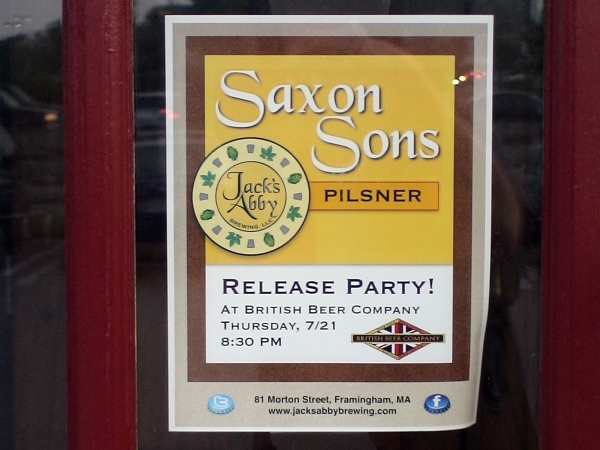 Saxon
Sons
Jack's
Abby
BREWING, LLC
PILSNER
RELEASE PARTY!
AT BRITISH BEER COMPANY
THURSDAY, 7/21
8:30 PM
BRITISH BEER COMPANY
81 Morton Street, Framingham, MA
www.jacksabbybrewing.com